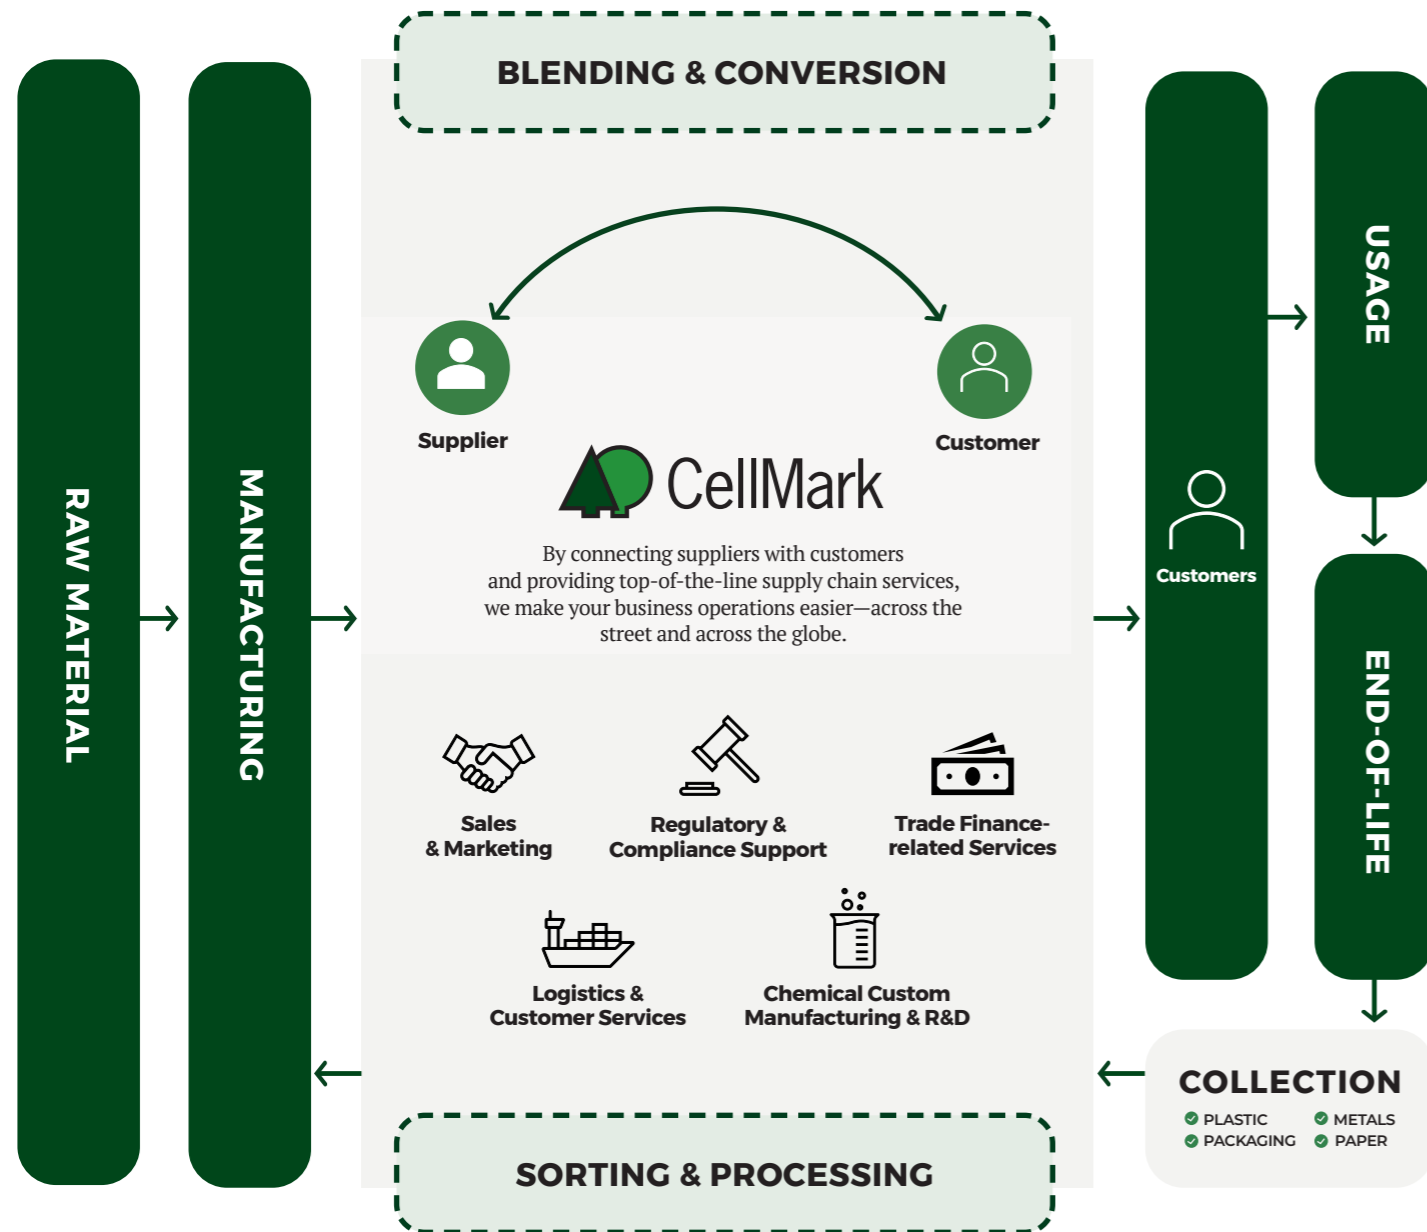 BLENDING & CONVERSION
RAW MATERIAL
MANUFACTURING
Supplier
Customer
CellMark
By connecting suppliers with customers
and providing top-of-the-line supply chain services,
we make your business operations easier—across the
street and across the globe.
Sales
& Marketing
Regulatory &
Compliance Support
Trade Finance-
related Services
Logistics &
Customer Services
Chemical Custom
Manufacturing & R&D
SORTING & PROCESSING
Customers
USAGE
END-OF-LIFE
COLLECTION
PLASTIC
METALS
PACKAGING
PAPER